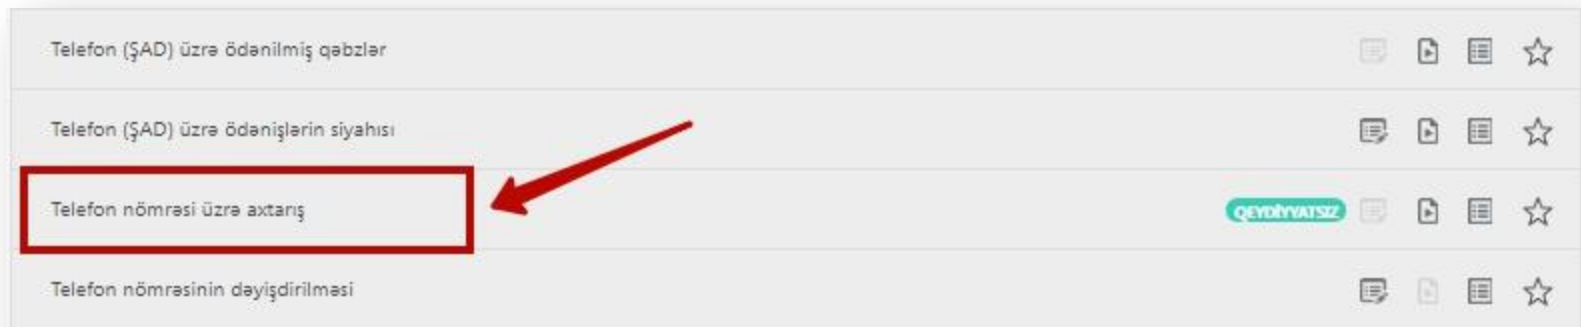 Telefon (ŞAD) üzrə ödənilmiş qəbzlər
Telefon (ŞAD) üzrə ödənişlərin siyahısı
Telefon nömrəsi üzrə axtarış QEYDİYYATSIZ
Telefon nömrəsinin dəyişdirilməsi